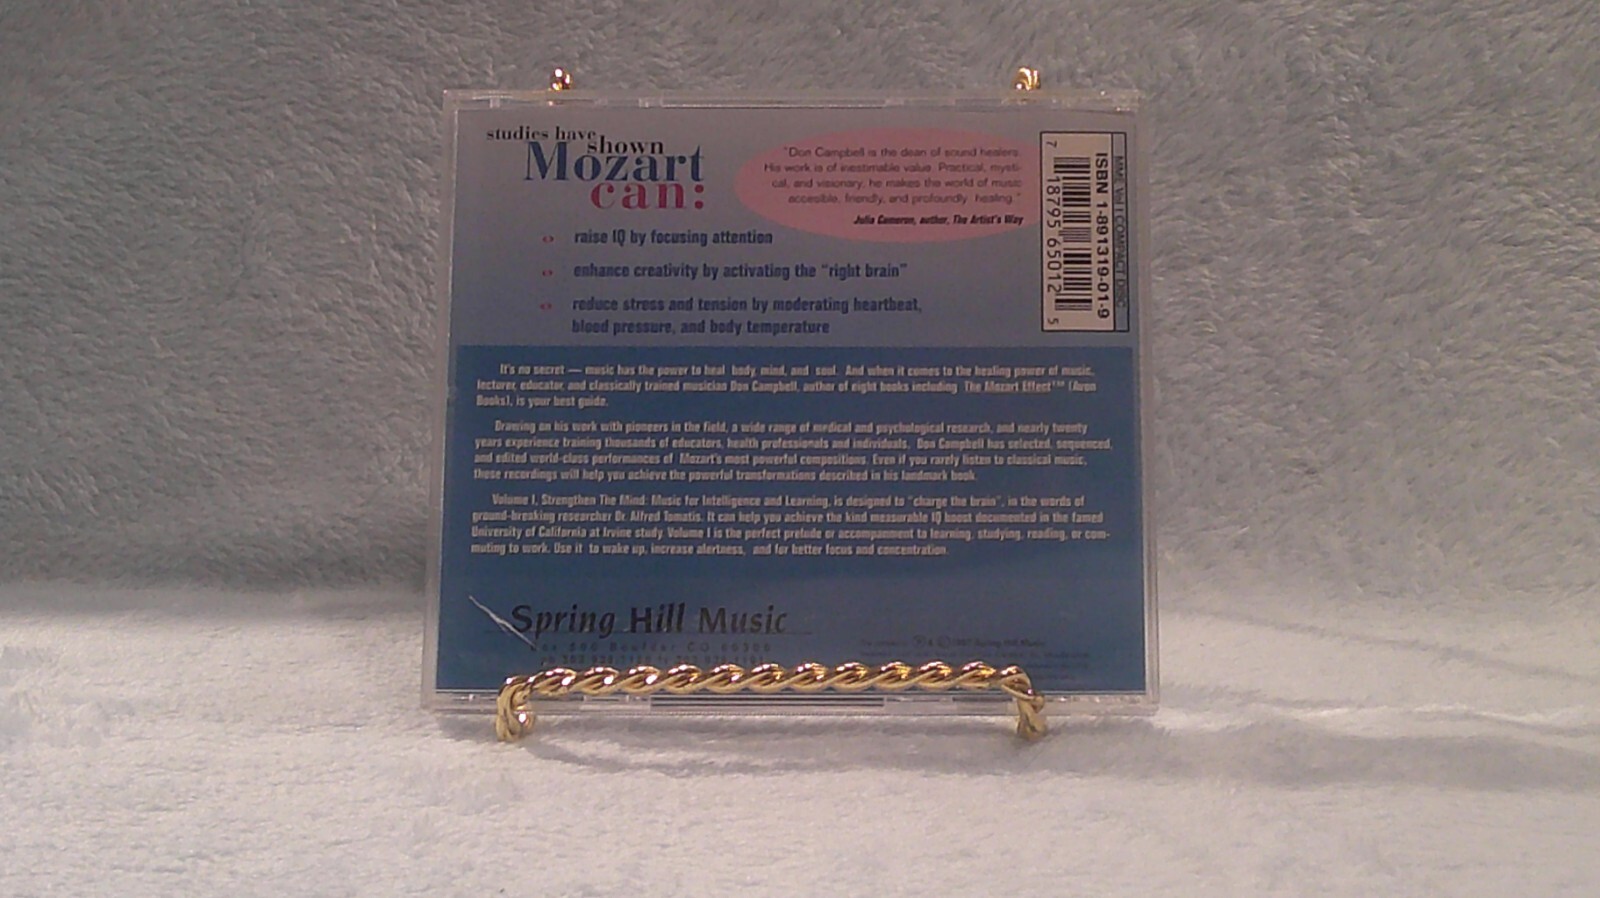 studies have
shown
Mozart
can:
"Don Campbell is the dean of sound healers.
His work is of inestimable value. Practical, mysti-
cal, and visionary, he makes the world of music
accesible, friendly, and profoundly healing."
Julia Cameron, author, The Artist's Way
raise IQ by focusing attention
enhance creativity by activating the "right brain"
reduce stress and tension by moderating heartbeat,
blood pressure, and body temperature
COMPACT DISC
ISBN 1-891319-01-9
7 18795 65012 5
It's no secret — music has the power to heal body, mind, and soul. And when it comes to the healing power of music,
lecturer, educator, and classically trained musician Don Campbell, author of eight books including The Mozart Effect™ (Avon
Books), is your best guide.
Drawing on his work with pioneers in the field, a wide range of medical and psychological research, and nearly twenty
years experience training thousands of educators, health professionals and individuals, Don Campbell has selected, sequenced,
and edited world-class performances of Mozart's most powerful compositions. Even if you rarely listen to classical music,
these recordings will help you achieve the powerful transformations described in his landmark book.
Volume I, Strengthen The Mind: Music for Intelligence and Learning, is designed to "charge the brain", in the words of
ground-breaking researcher Dr. Alfred Tomatis. It can help you achieve the kind measurable IQ boost documented in the famed
University of California at Irvine study. Volume I is the perfect prelude or accompanment to learning, studying, reading, or com-
muting to work. Use it to wake up, increase alertness, and for better focus and concentration.
Spring Hill Music
Boulder CO
Spring Hill Music